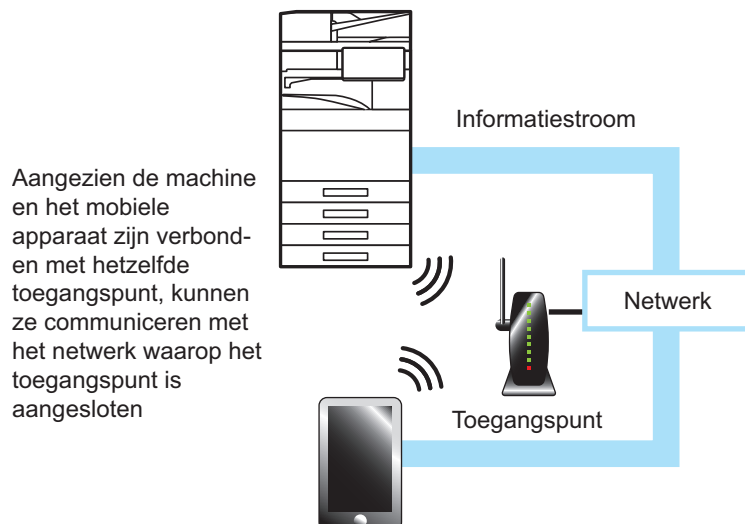 Informatiestroom
Aangezien de machine
en het mobiele
apparaat zijn verbond-
en met hetzelfde
toegangspunt, kunnen
ze communiceren met
het netwerk waarop het
toegangspunt is
aangesloten
Netwerk
Toegangspunt